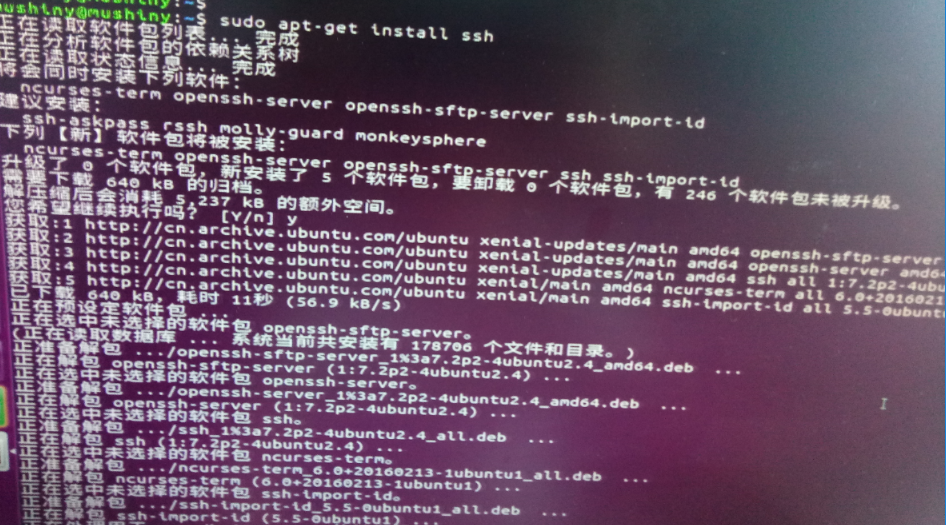 mushiny@mushiny:~$
mushiny@mushiny:~$ sudo apt-get install ssh
正在读取软件包列表... 完成
正在分析软件包的依赖关系树
正在读取状态信息... 完成
将会同时安装下列软件:
ncurses-term openssh-server openssh-sftp-server ssh-import-id
建议安装:
ssh-askpass rssh molly-guard monkeysphere
下列【新】软件包将被安装:
ncurses-term openssh-server openssh-sftp-server ssh ssh-import-id
升级了 0 个软件包，新安装了 5 个软件包，要卸载 0 个软件包，有 246 个软件包未被升级。
需要下载 640 kB 的归档。
解压缩后会消耗 5,237 kB 的额外空间。
您希望继续执行吗? [Y/n] y
获取:1 http://cn.archive.ubuntu.com/ubuntu xenial-updates/main amd64 openssh-sftp-server
获取:2 http://cn.archive.ubuntu.com/ubuntu xenial-updates/main amd64 openssh-server amd6
获取:3 http://cn.archive.ubuntu.com/ubuntu xenial-updates/main amd64 ssh all 1:7.2p2-4ub
获取:4 http://cn.archive.ubuntu.com/ubuntu xenial/main amd64 ncurses-term all 6.0+2016021
获取:5 http://cn.archive.ubuntu.com/ubuntu xenial/main amd64 ssh-import-id all 5.5-0ubunt
已下载 640 kB，耗时 11秒 (56.9 kB/s)
正在预设定软件包 ...
正在选中未选择的软件包 openssh-sftp-server。
(正在读取数据库 ... 系统当前共安装有 178706 个文件和目录。)
正准备解包 .../openssh-sftp-server_1%3a7.2p2-4ubuntu2.4_amd64.deb ...
正在解包 openssh-sftp-server (1:7.2p2-4ubuntu2.4) ...
正在选中未选择的软件包 openssh-server。
正准备解包 .../openssh-server_1%3a7.2p2-4ubuntu2.4_amd64.deb ...
正在解包 openssh-server (1:7.2p2-4ubuntu2.4) ...
正在选中未选择的软件包 ssh。
正准备解包 .../ssh_1%3a7.2p2-4ubuntu2.4_all.deb ...
正在解包 ssh (1:7.2p2-4ubuntu2.4) ...
正在选中未选择的软件包 ncurses-term。
正准备解包 .../ncurses-term_6.0+20160213-1ubuntu1_all.deb ...
正在解包 ncurses-term (6.0+20160213-1ubuntu1) ...
正在选中未选择的软件包 ssh-import-id。
正准备解包 .../ssh-import-id_5.5-0ubuntu1_all.deb ...
正在解包 ssh-import-id (5.5-0ubuntu1) ...